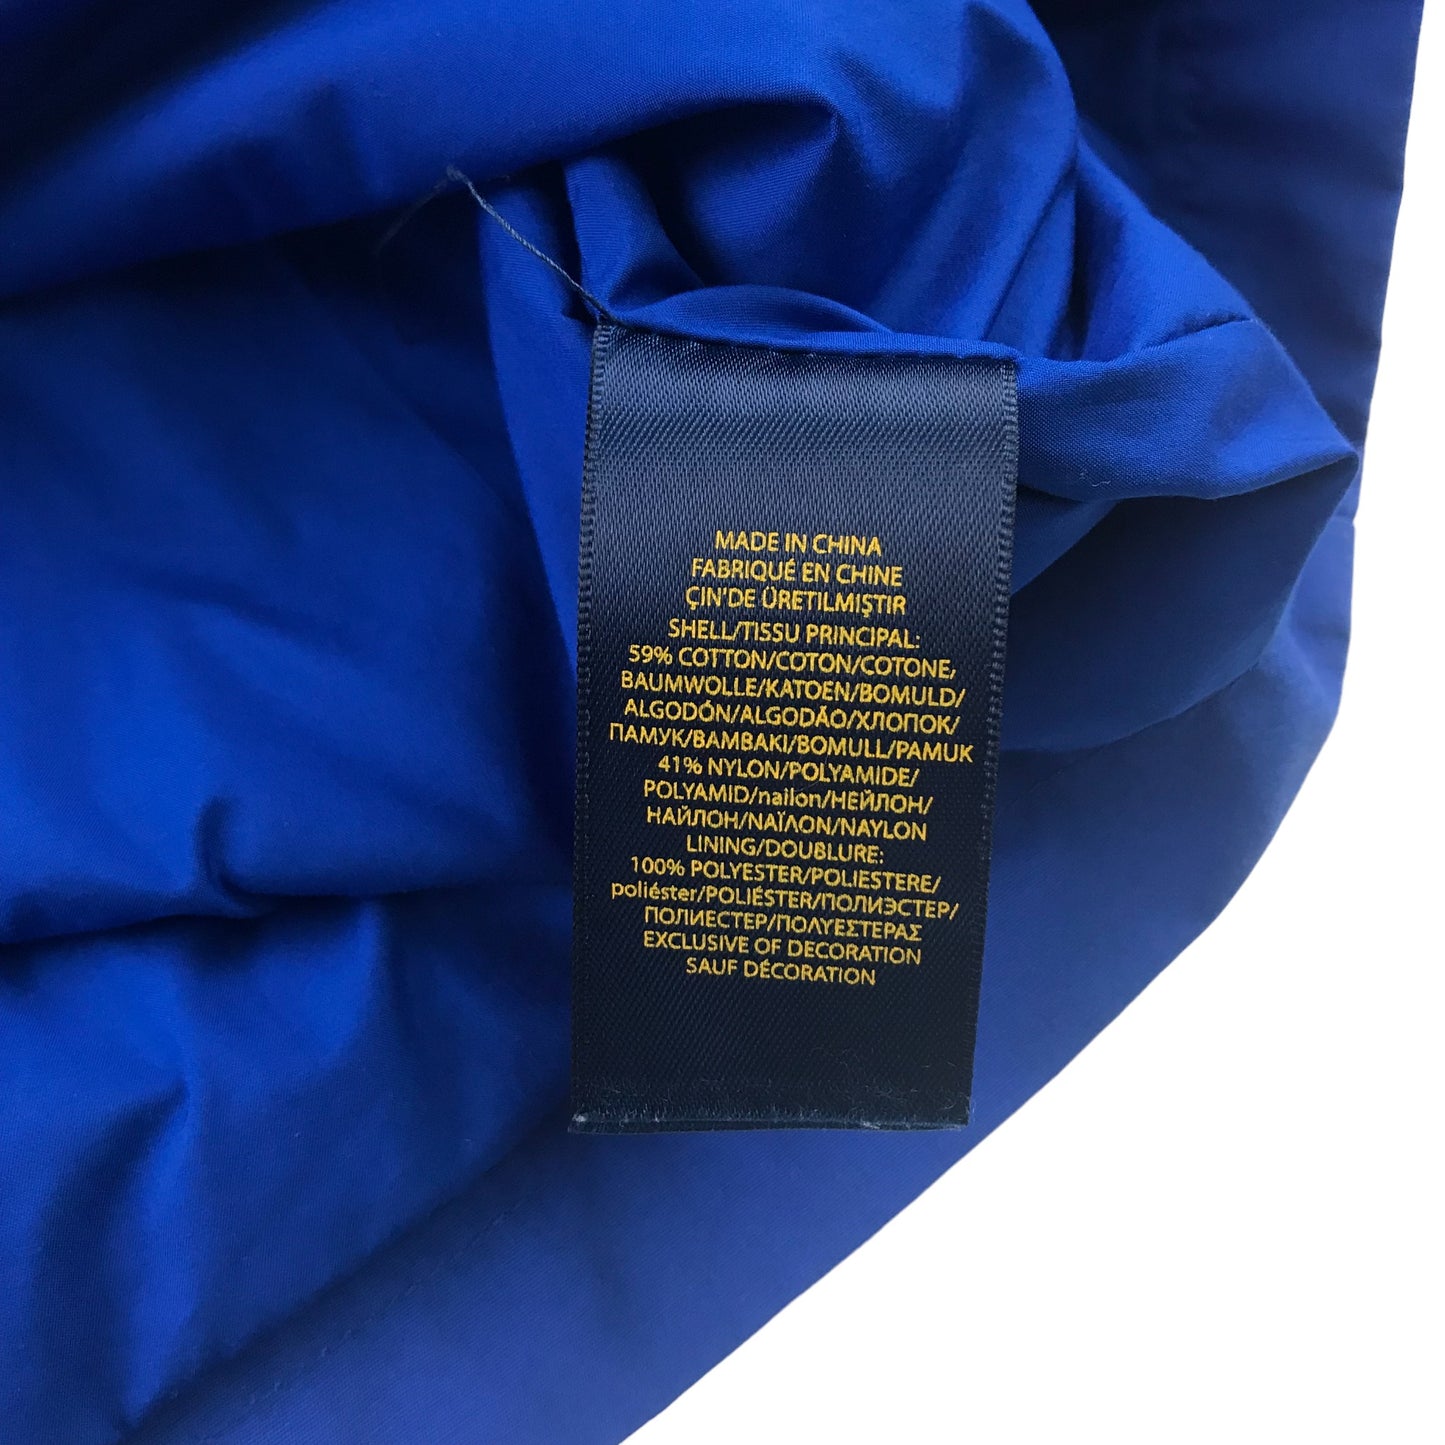 MADE IN CHINA
FABRIQUÉ EN CHINE
ÇIN'DE ÜRETILMIŞTIR
SHELL/TISSU PRINCIPAL:
59% COTTON/COTON/COTONE,
BAUMWOLLE/KATOEN/BOMULD/
ALGODÓN/ALGODÃO/ХЛОПОК/
ПАМУК/BAMBAKI/BOMULL/PAMUK
41% NYLON/POLYAMIDE/
POLYAMID/nailon/НЕЙЛОН/
НАЙЛОН/ΝΑΪΛΟΝ/NAYLON
LINING/DOUBLURE:
100% POLYESTER/POLIESTERE/
poliéster/POLIÉSTER/ПОЛИЭСТЕР/
ПОЛИЕСТЕР/ΠΟΛΥΕΣΤΕΡΑΣ
EXCLUSIVE OF DECORATION
SAUF DÉCORATION